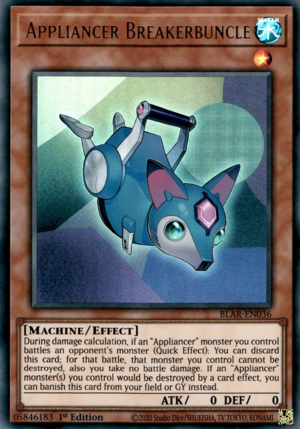 APPLIANCER BREAKERBUNCLE
水
BLAR-EN036
[MACHINE/EFFECT]
During damage calculation, if an "Appliancer" monster you control
battles an opponent's monster (Quick Effect): You can discard
this card; for that battle, that monster you control cannot be
destroyed, also you take no battle damage. If an "Appliancer"
monster(s) you control would be destroyed by a card effect, you
can banish this card from your field or GY instead.
ATK/ 0 DEF/ 0
05846183 1st Edition ©2020 Studio Dice/SHUEISHA, TV TOKYO, KONAMI